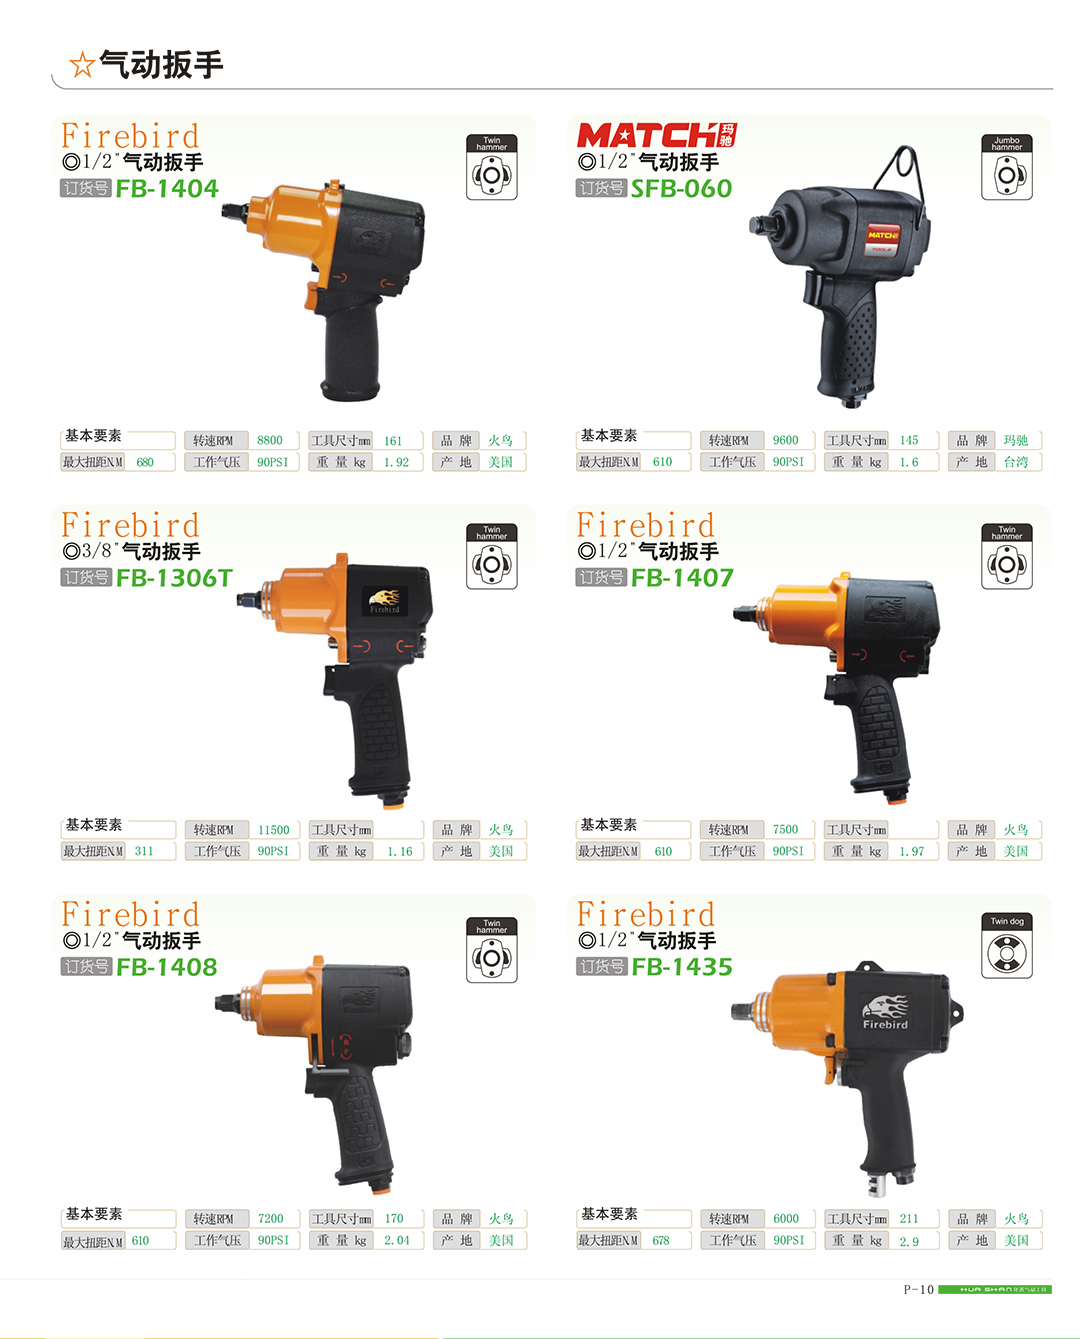 ☆气动扳手
Firebird
◎1/2"气动扳手
订货号 FB-1404
Twin
hammer
基本要素 转速RPM 8800 工具尺寸mm 161 品 牌 火鸟
最大扭距N.M 680 工作气压 90PSI 重 量 kg 1.92 产 地 美国
MATCH 玛驰
◎1/2"气动扳手
订货号 SFB-060
Jumbo
hammer
MATCH
TOOLS
基本要素 转速RPM 9600 工具尺寸mm 145 品 牌 玛驰
最大扭距N.M 610 工作气压 90PSI 重 量 kg 1.6 产 地 台湾
Firebird
◎3/8"气动扳手
订货号 FB-1306T
Twin
hammer
Firebird
基本要素 转速RPM 11500 工具尺寸mm 品 牌 火鸟
最大扭距N.M 311 工作气压 90PSI 重 量 kg 1.16 产 地 美国
Firebird
◎1/2"气动扳手
订货号 FB-1407
Twin
hammer
基本要素 转速RPM 7500 工具尺寸mm 品 牌 火鸟
最大扭距N.M 610 工作气压 90PSI 重 量 kg 1.97 产 地 美国
Firebird
◎1/2"气动扳手
订货号 FB-1408
Twin
hammer
Firebird
基本要素 转速RPM 7200 工具尺寸mm 170 品 牌 火鸟
最大扭距N.M 610 工作气压 90PSI 重 量 kg 2.04 产 地 美国
Firebird
◎1/2"气动扳手
订货号 FB-1435
Twin dog
Firebird
基本要素 转速RPM 6000 工具尺寸mm 211 品 牌 火鸟
最大扭距N.M 678 工作气压 90PSI 重 量 kg 2.9 产 地 美国
P-10 HUA SHAN